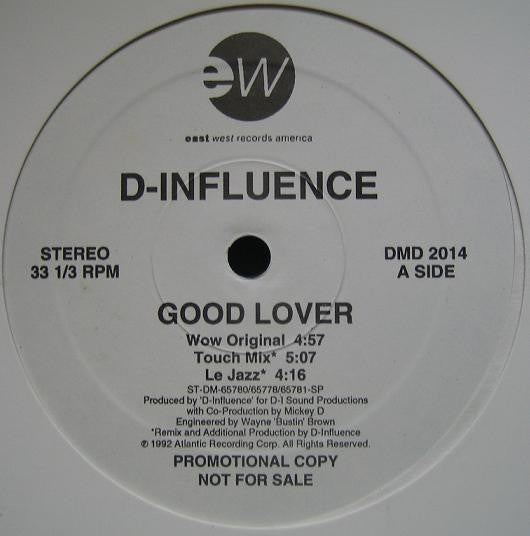 ew
east west records america
D-INFLUENCE
STEREO
33 1/3 RPM
DMD 2014
A SIDE
GOOD LOVER
Wow Original 4:57
Touch Mix* 5:07
Le Jazz* 4:16
ST-DM-65780/65778/65781-SP
Produced by 'D-Influence' for D-I Sound Productions
with Co-Production by Mickey D
Engineered by Wayne 'Bustin' Brown
*Remix and Additional Production by D-Influence
℗ 1992 Atlantic Recording Corp. All Rights Reserved.
PROMOTIONAL COPY
NOT FOR SALE